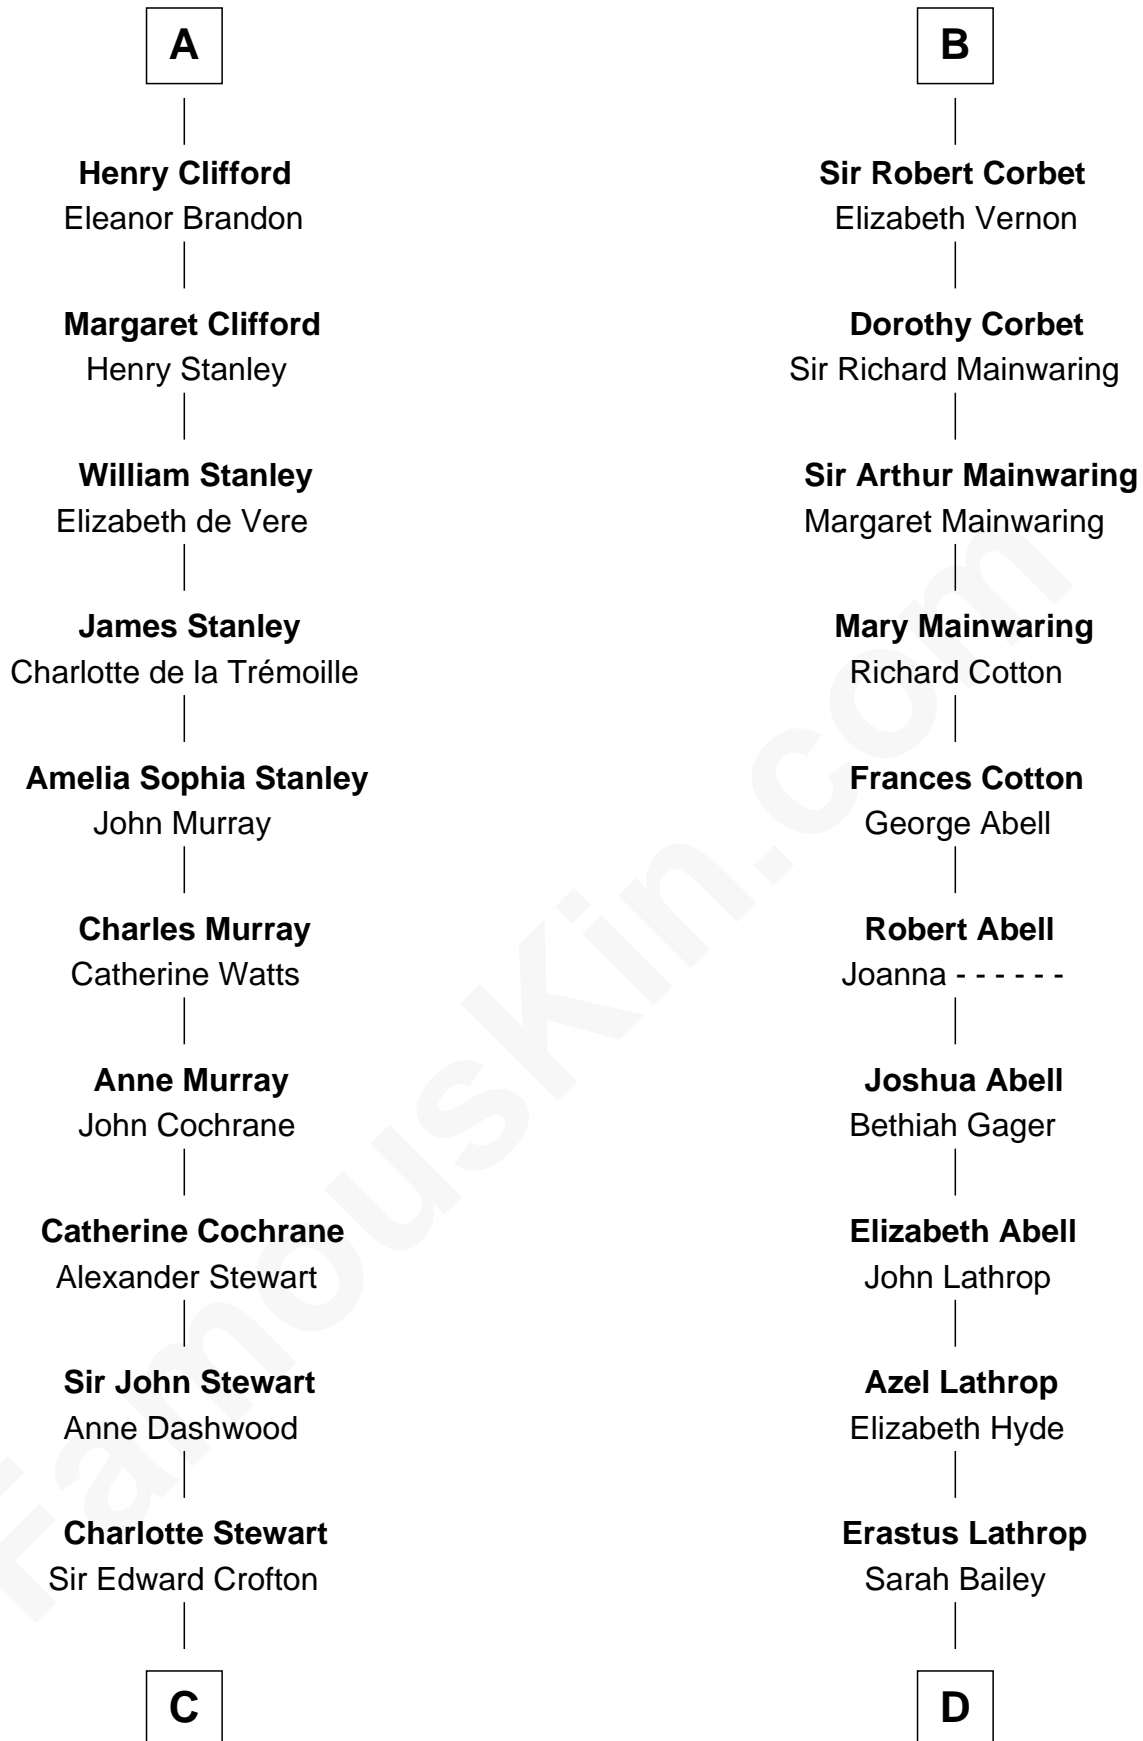 A
Henry Clifford
Eleanor Brandon
Margaret Clifford
Henry Stanley
William Stanley
Elizabeth de Vere
James Stanley
Charlotte de la Trémoille
Amelia Sophia Stanley
John Murray
Charles Murray
Catherine Watts
Anne Murray
John Cochrane
Catherine Cochrane
Alexander Stewart
Sir John Stewart
Anne Dashwood
Charlotte Stewart
Sir Edward Crofton
C
B
Sir Robert Corbet
Elizabeth Vernon
Dorothy Corbet
Sir Richard Mainwaring
Sir Arthur Mainwaring
Margaret Mainwaring
Mary Mainwaring
Richard Cotton
Frances Cotton
George Abell
Robert Abell
Joanna - - - - - -
Joshua Abell
Bethiah Gager
Elizabeth Abell
John Lathrop
Azel Lathrop
Elizabeth Hyde
Erastus Lathrop
Sarah Bailey
D
FamousKin.com